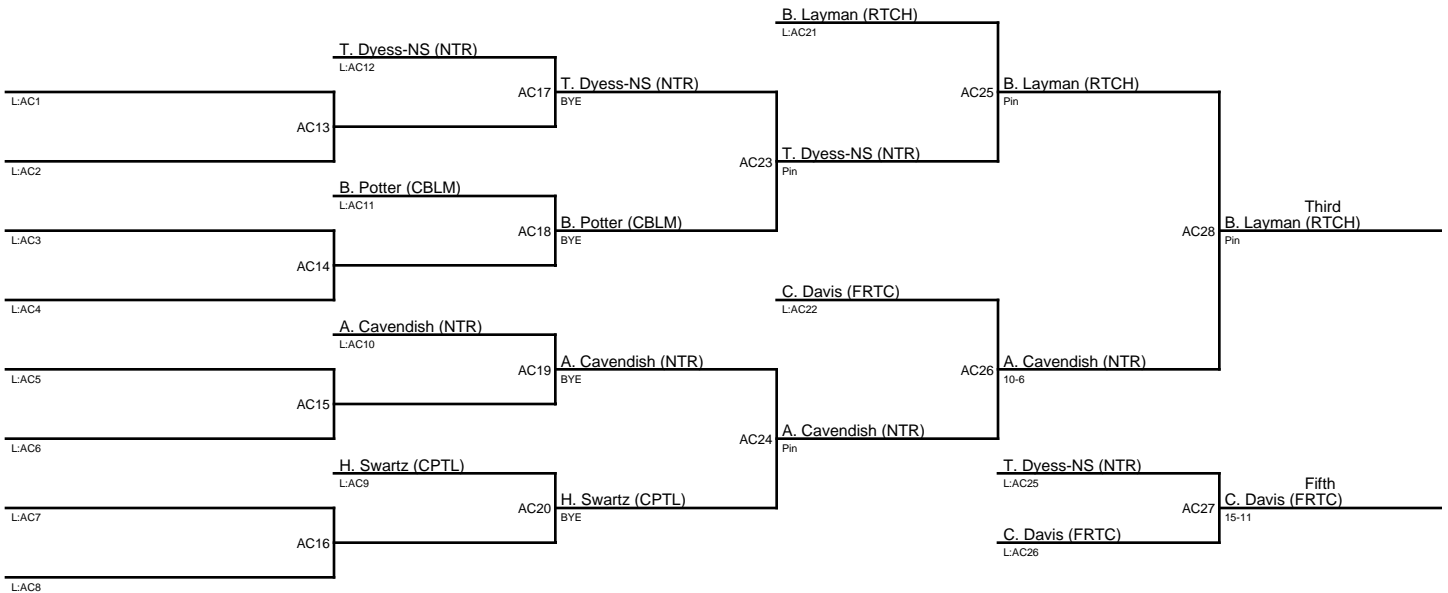 B. Layman (RTCH)
L:AC21
T. Dyess-NS (NTR)
L:AC12
L:AC1
AC17
T. Dyess-NS (NTR)
BYE
AC25
B. Layman (RTCH)
Pin
AC13
L:AC2
AC23
T. Dyess-NS (NTR)
Pin
B. Potter (CBLM)
L:AC11
L:AC3
AC18
B. Potter (CBLM)
BYE
AC28
Third
B. Layman (RTCH)
Pin
AC14
L:AC4
C. Davis (FRTC)
L:AC22
A. Cavendish (NTR)
L:AC10
L:AC5
AC19
A. Cavendish (NTR)
BYE
AC26
A. Cavendish (NTR)
10-6
AC15
L:AC6
AC24
A. Cavendish (NTR)
Pin
H. Swartz (CPTL)
L:AC9
T. Dyess-NS (NTR)
L:AC25
L:AC7
AC20
H. Swartz (CPTL)
BYE
AC27
Fifth
C. Davis (FRTC)
15-11
AC16
C. Davis (FRTC)
L:AC26
L:AC8